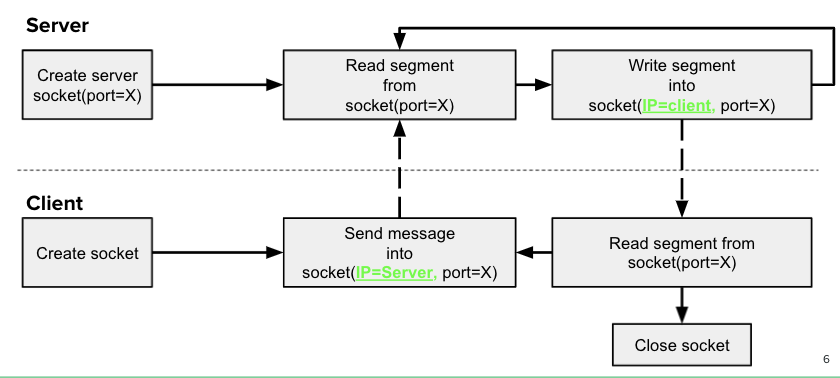 Server
Create server
socket(port=X)
Read segment
from
socket(port=X)
Write segment
into
socket(IP=client, port=X)
Client
Create socket
Send message
into
socket(IP=Server, port=X)
Read segment from
socket(port=X)
Close socket
6